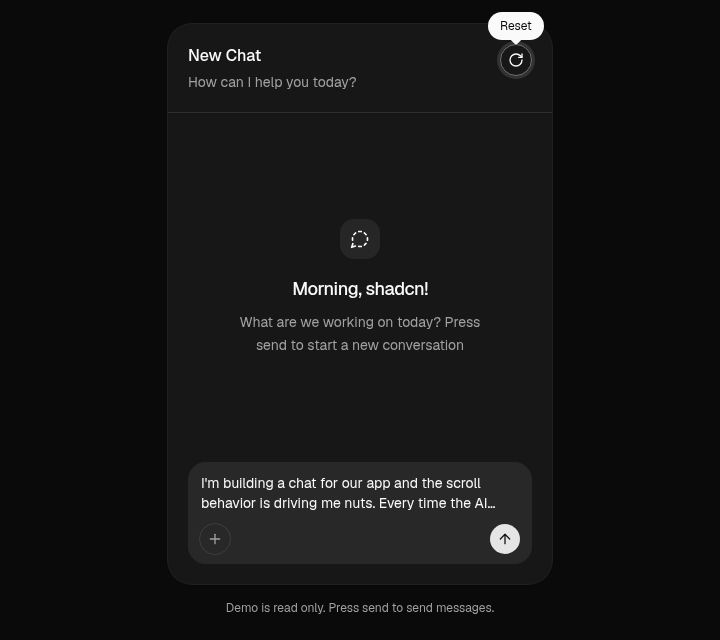 Reset
New Chat
How can I help you today?
Morning, shadcn!
What are we working on today? Press
send to start a new conversation
I'm building a chat for our app and the scroll
behavior is driving me nuts. Every time the AI…
Demo is read only. Press send to send messages.